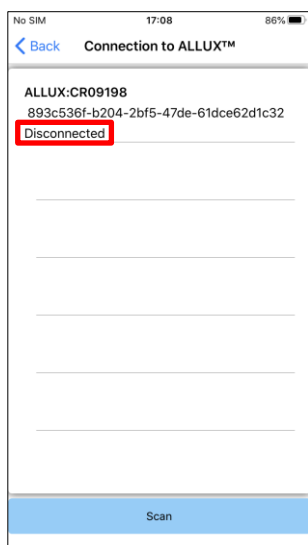 No SIM 17:08 86%
Back Connection to ALLUX™
ALLUX:CR09198
893c536f-b204-2bf5-47de-61dce62d1c32
Disconnected
Scan